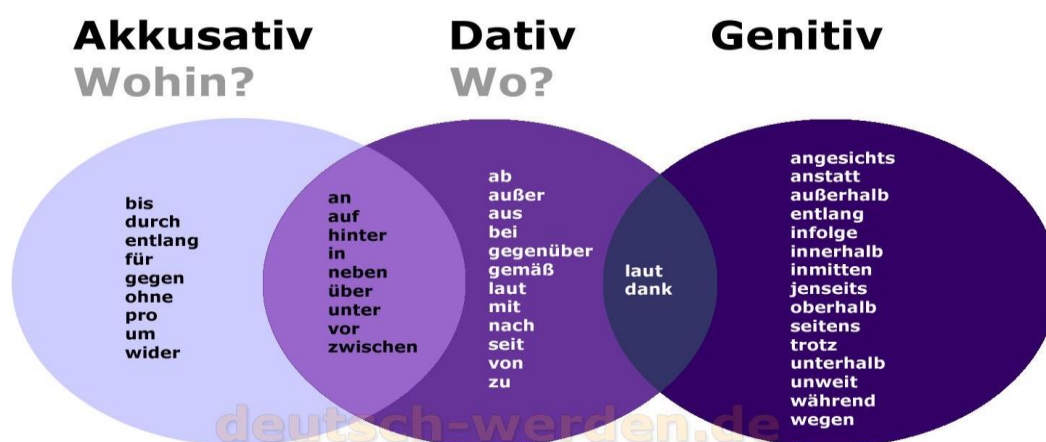 Akkusativ
Wohin?
Dativ
Wo?
Genitiv
bis
durch
entlang
für
gegen
ohne
pro
um
wider
an
auf
hinter
in
neben
über
unter
vor
zwischen
ab
außer
aus
bei
gegenüber
gemäß
laut
mit
nach
seit
von
zu
laut
dank
angesichts
anstatt
außerhalb
entlang
infolge
innerhalb
inmitten
jenseits
oberhalb
seitens
trotz
unterhalb
unweit
während
wegen
deutsch-werden.de